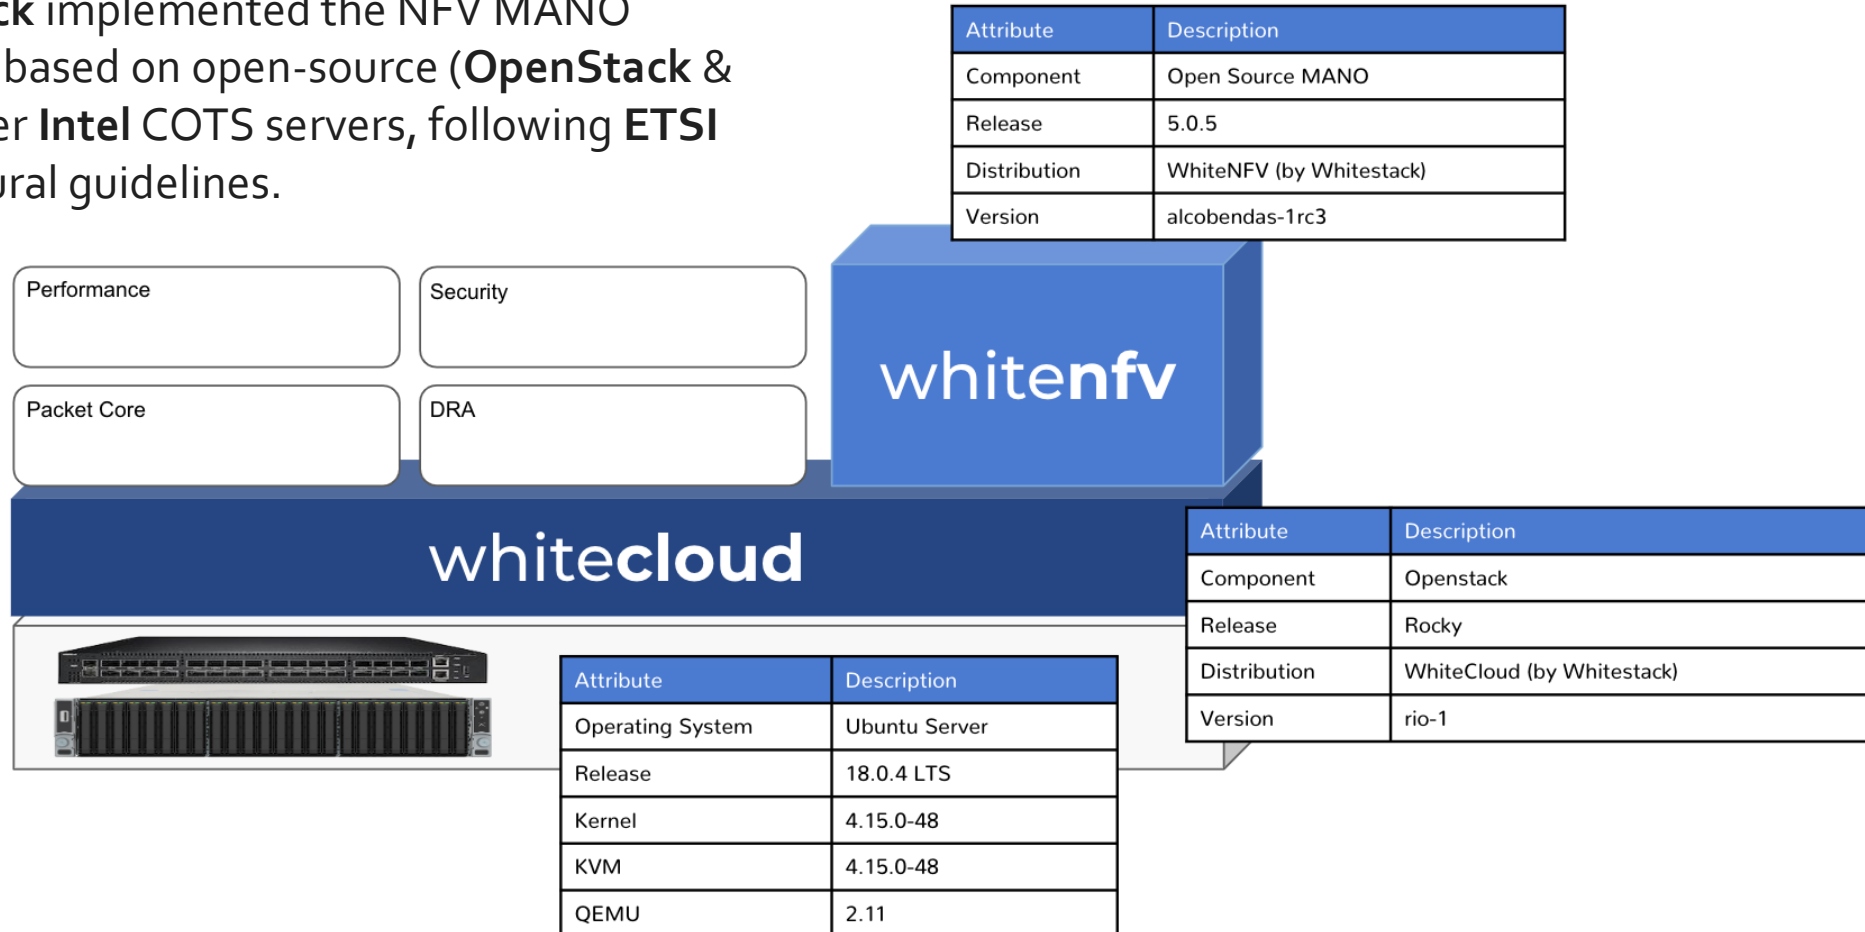 ck implemented the NFV MANO
based on open-source (OpenStack &
er Intel COTS servers, following ETSI
ural guidelines.
Attribute Description
Component Open Source MANO
Release 5.0.5
Distribution WhiteNFV (by Whitestack)
Version alcobendas-1rc3
Performance
Security
Packet Core
DRA
whitenfv
whitecloud
Attribute Description
Component Openstack
Release Rocky
Distribution WhiteCloud (by Whitestack)
Version rio-1
Attribute Description
Operating System Ubuntu Server
Release 18.0.4 LTS
Kernel 4.15.0-48
KVM 4.15.0-48
QEMU 2.11